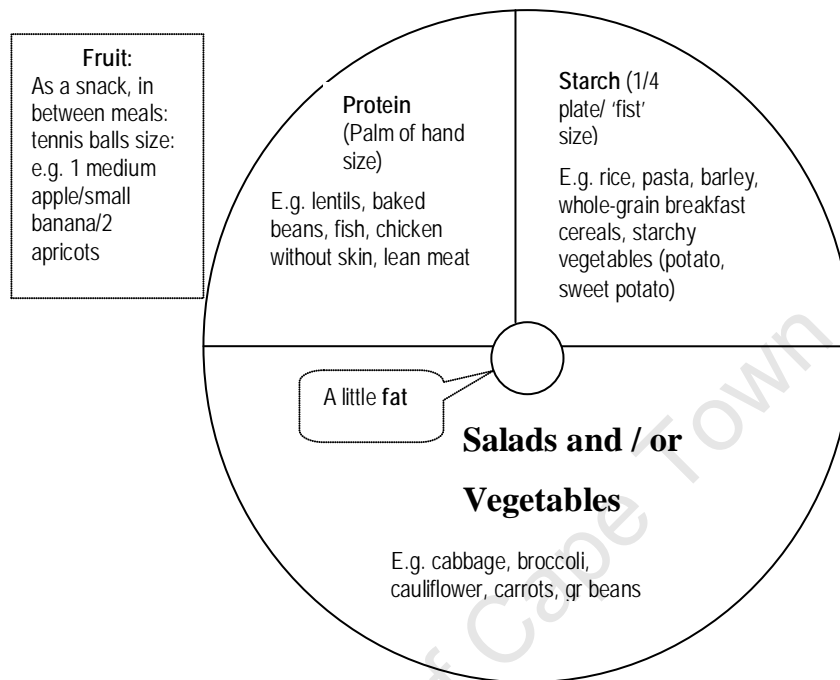 Fruit:
As a snack, in
between meals:
tennis balls size:
e.g. 1 medium
apple/small
banana/2
apricots
Protein
(Palm of hand
size)
E.g. lentils, baked
beans, fish, chicken
without skin, lean meat
Starch (1/4
plate/ ‘fist’
size)
E.g. rice, pasta, barley,
whole-grain breakfast
cereals, starchy
vegetables (potato,
sweet potato)
A little fat
Salads and / or
Vegetables
E.g. cabbage, broccoli,
cauliflower, carrots, gr beans
of Cape Town